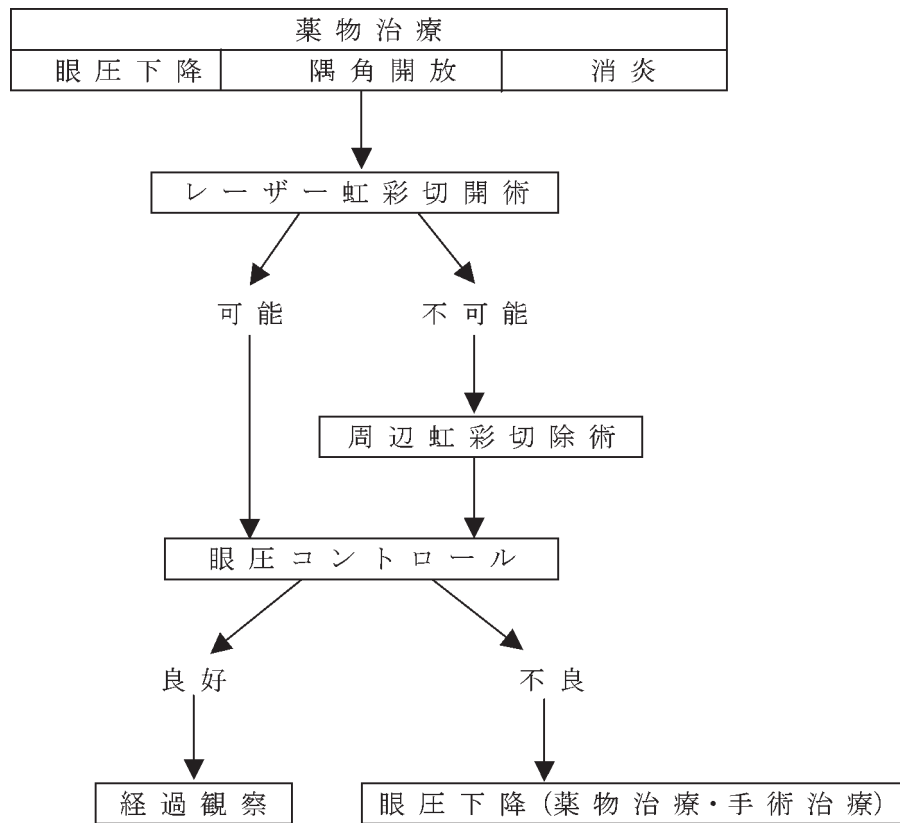 薬物治療
眼圧下降 隅角開放 消炎
レーザー虹彩切開術
可能 不可能
周辺虹彩切除術
眼圧コントロール
良好 不良
経過観察 眼圧下降(薬物治療・手術治療)